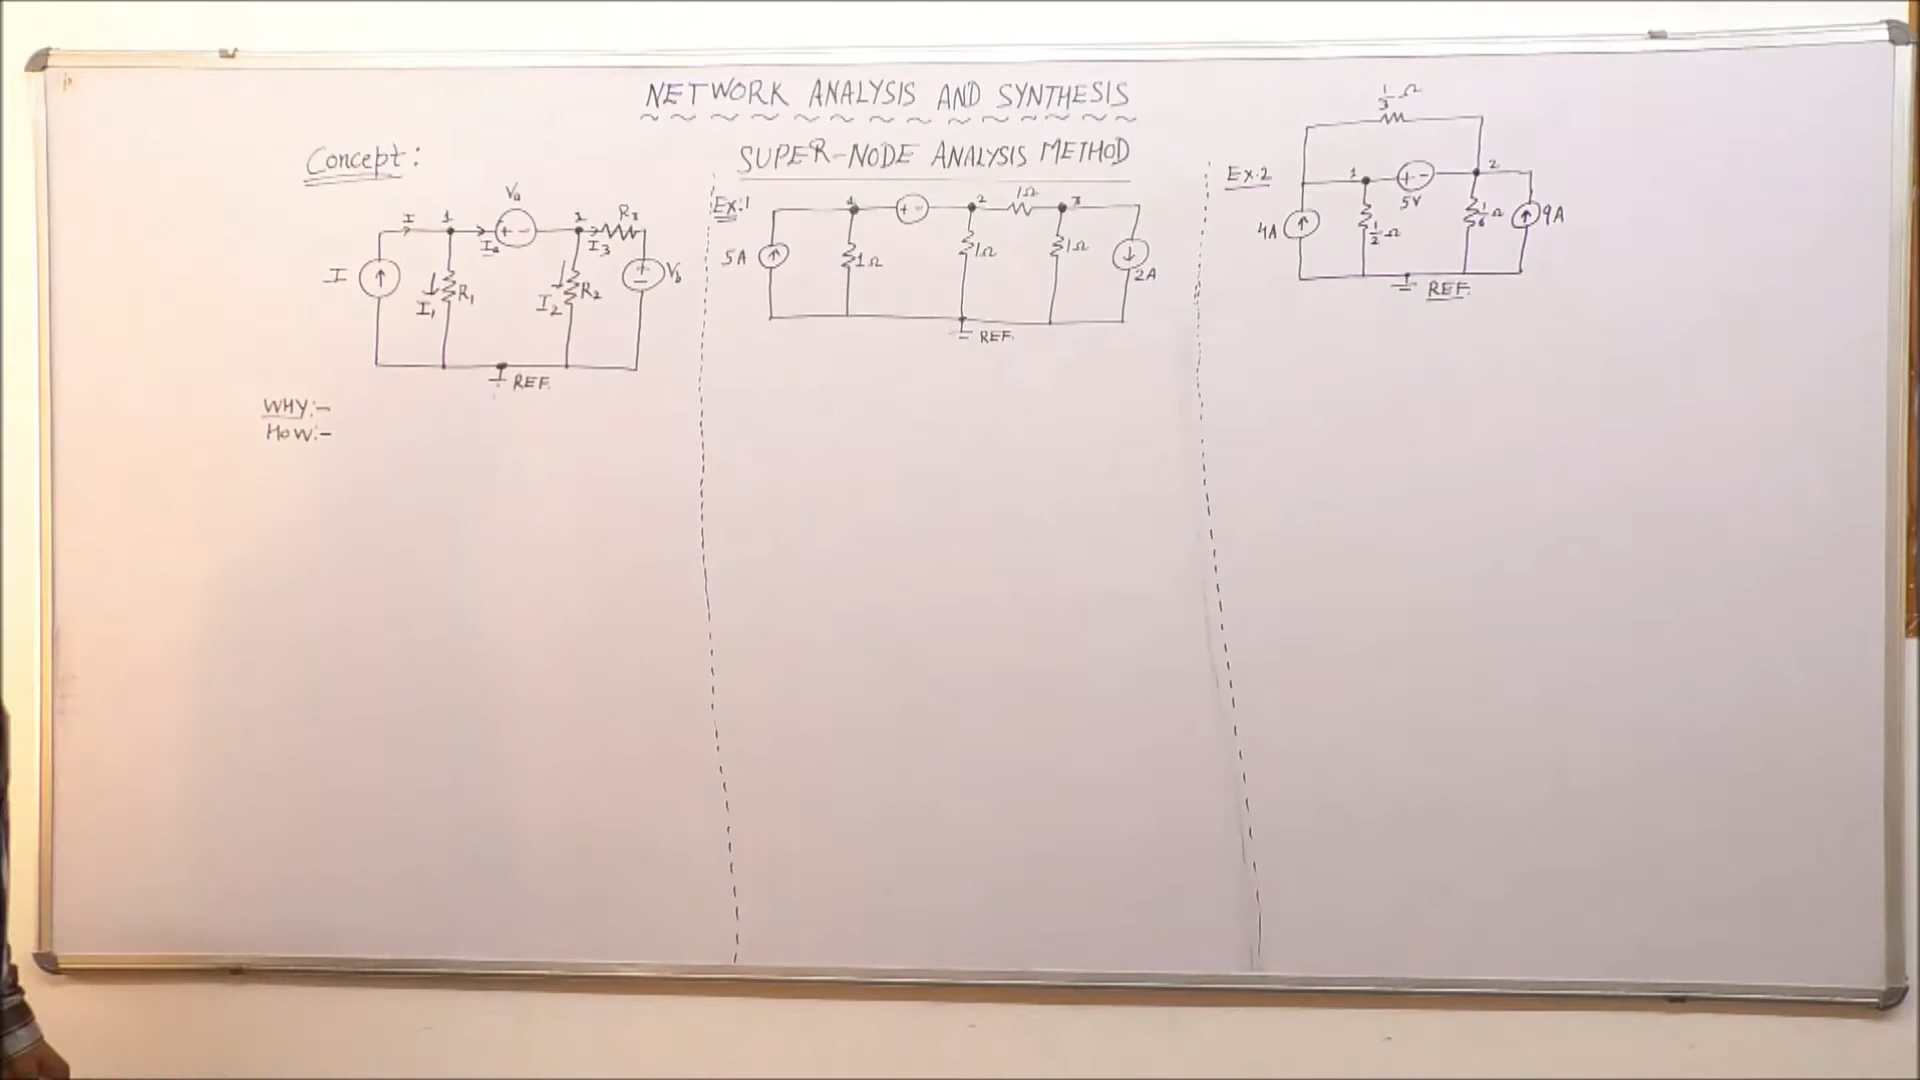 NETWORK ANALYSIS AND SYNTHESIS
SUPER-NODE ANALYSIS METHOD
Concept:
Va
I 1 Ia 2 I3 R3
I
I1 R1 I2 R2 Vb
+ -
+
-
REF.
WHY:-
HOW:-
Ex:1
1 + - 2 1Ω 3
5A 1Ω 1Ω 1Ω 2A
REF.
Ex.2
1/3 Ω
1 + - 2
5V
4A 1/2 Ω 1/6 Ω 9A
REF.